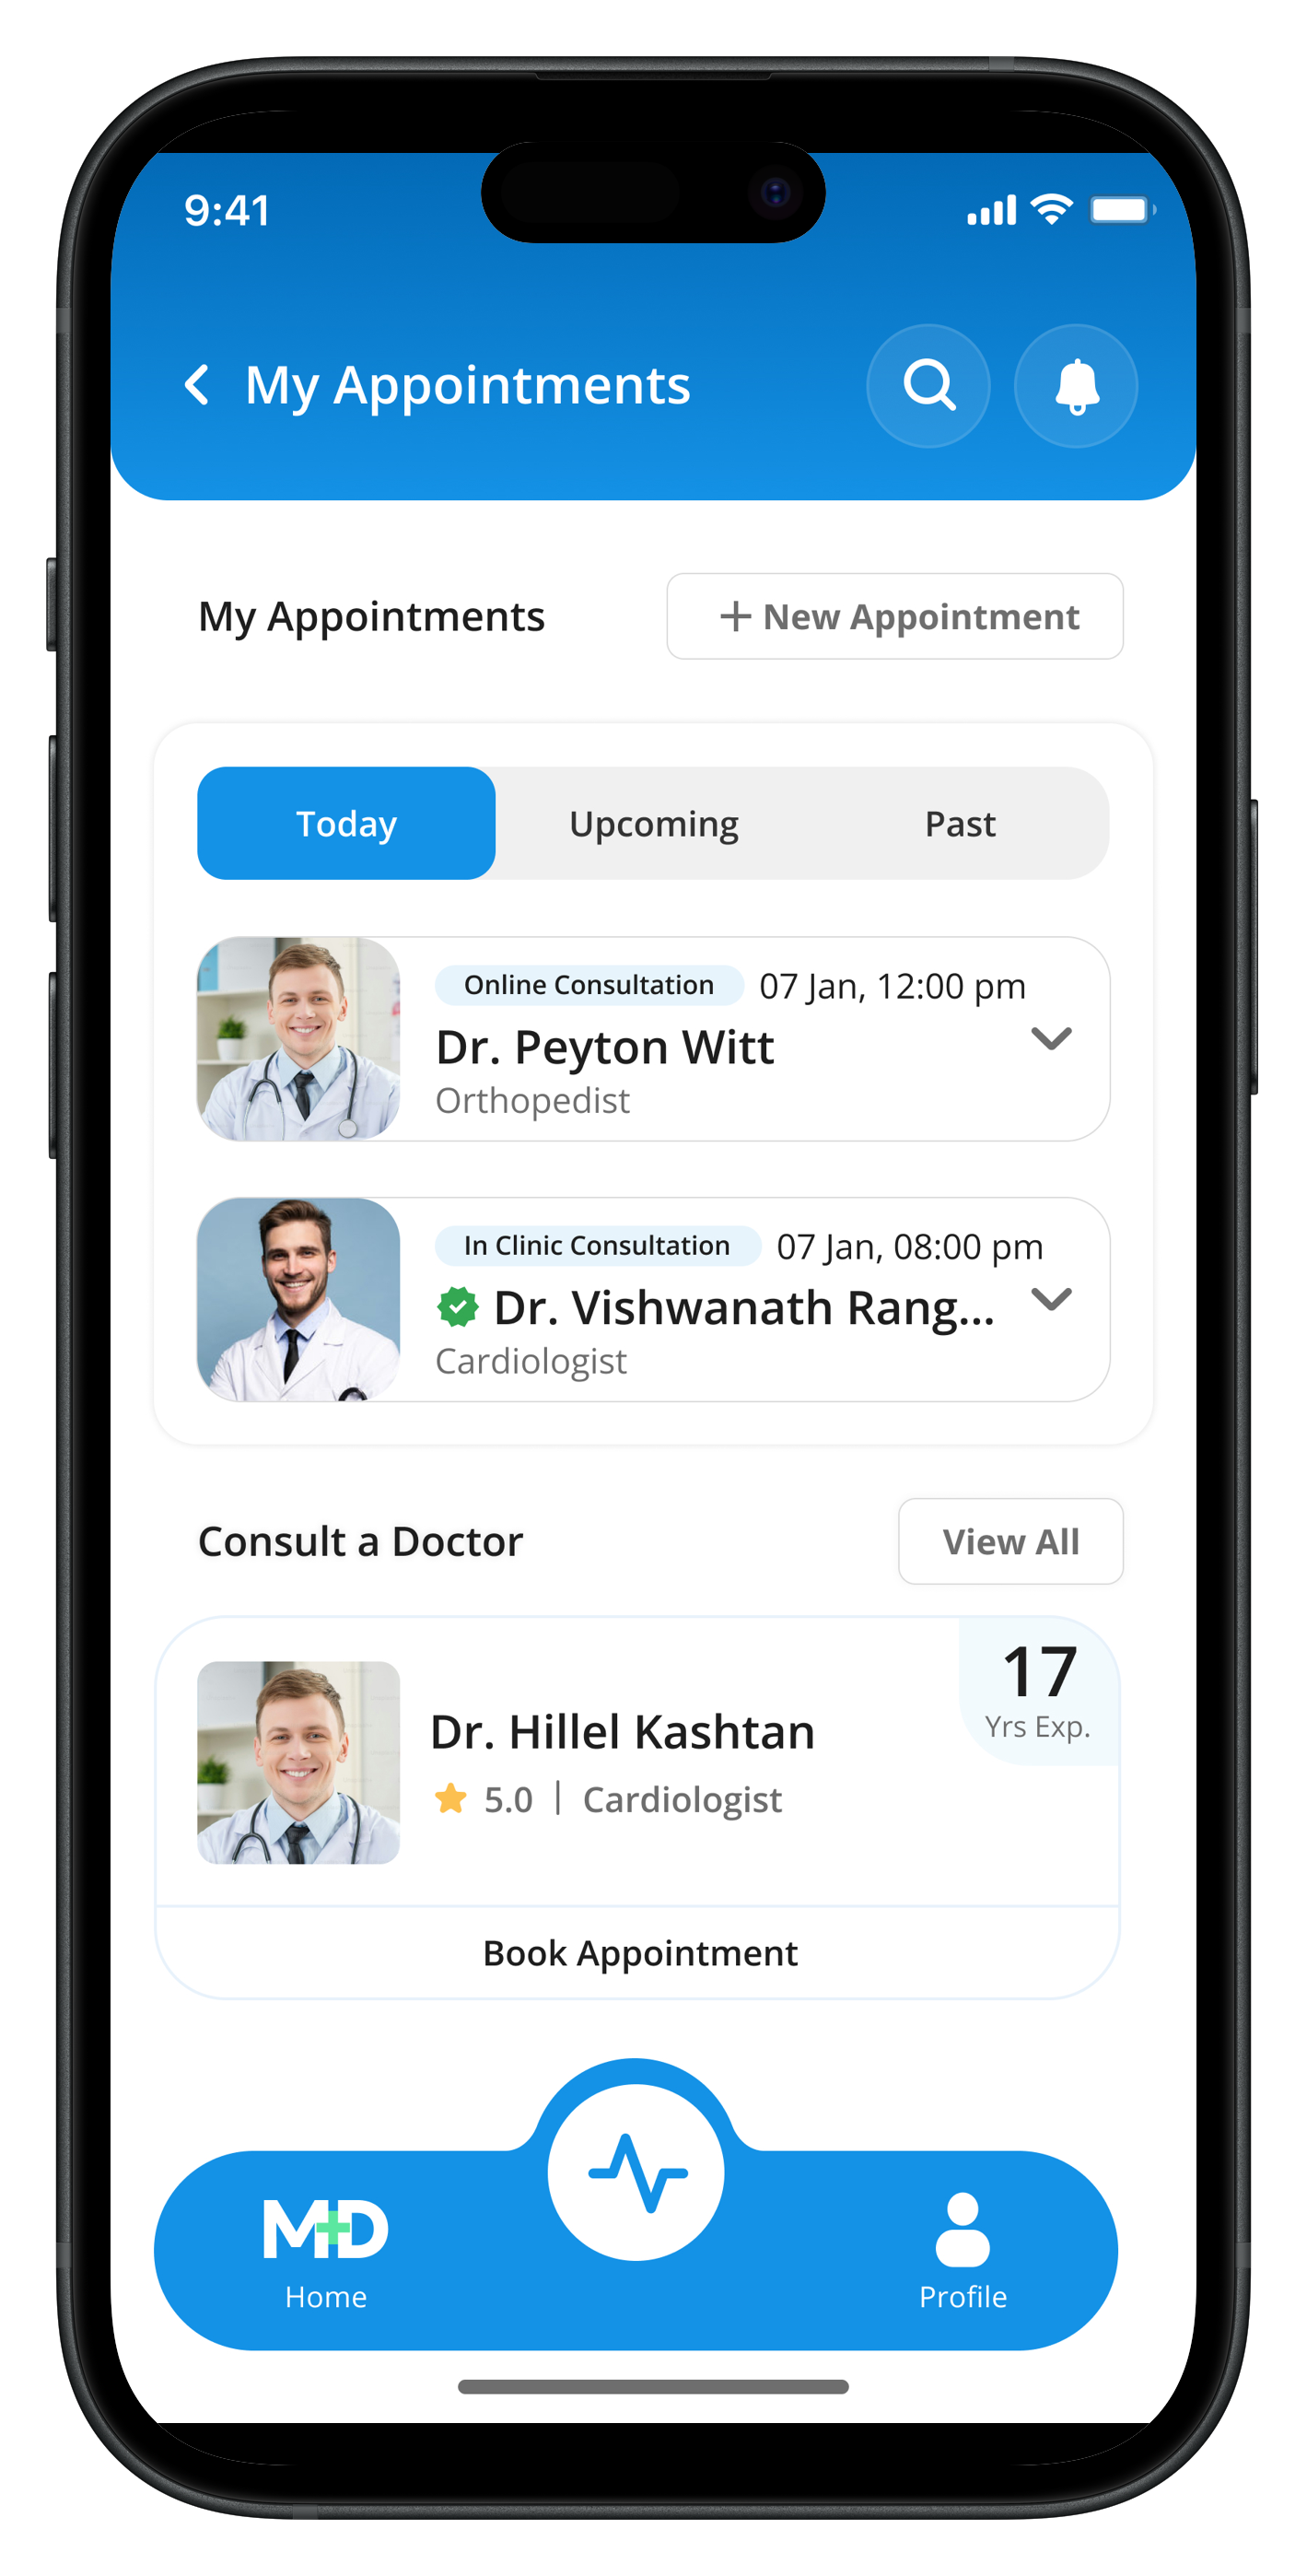 9:41
My Appointments
My Appointments
New Appointment
Today Upcoming Past
Online Consultation 07 Jan, 12:00 pm
Dr. Peyton Witt
Orthopedist
In Clinic Consultation 07 Jan, 08:00 pm
Dr. Vishwanath Rang...
Cardiologist
Consult a Doctor
View All
17
Yrs Exp.
Dr. Hillel Kashtan
5.0 | Cardiologist
Book Appointment
M+D
Home
Profile